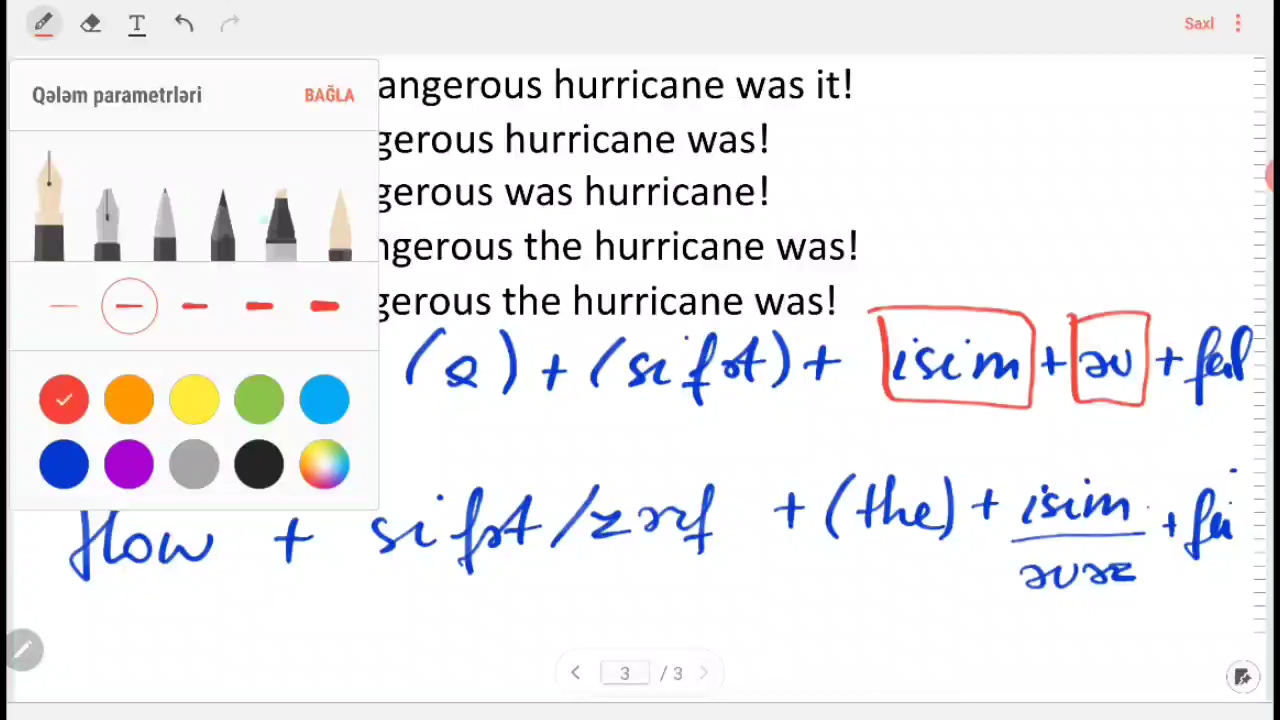 Saxl
Qələm parametrləri BAĞLA
angerous hurricane was it!
gerous hurricane was!
gerous was hurricane!
ngerous the hurricane was!
gerous the hurricane was!
(a) + (sifət) + isim + əv + fel
How + sifət/zərf + (the) + isim + fe
əvəz
3 / 3